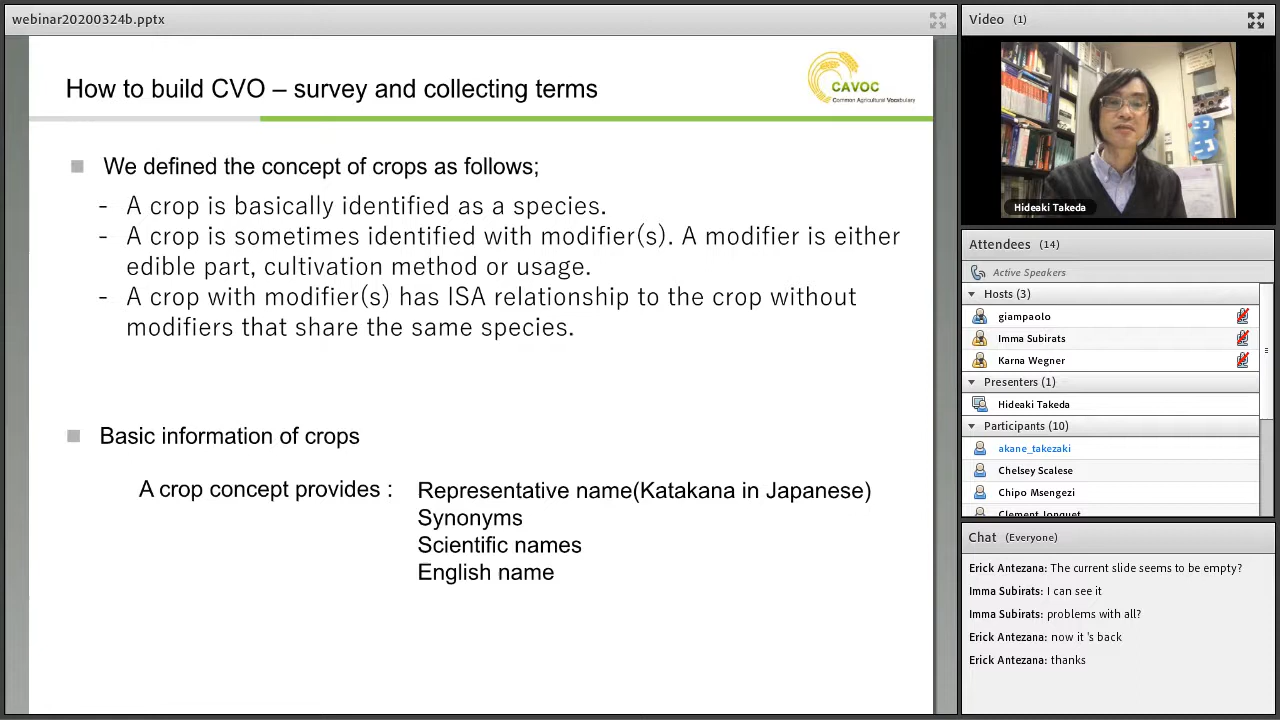 webinar20200324b.pptx
How to build CVO – survey and collecting terms
CAVOC
Common Agricultural Vocabulary
We defined the concept of crops as follows;
- A crop is basically identified as a species.
- A crop is sometimes identified with modifier(s). A modifier is either
edible part, cultivation method or usage.
- A crop with modifier(s) has ISA relationship to the crop without
modifiers that share the same species.
Basic information of crops
A crop concept provides :
Representative name(Katakana in Japanese)
Synonyms
Scientific names
English name
Video (1)
Hideaki Takeda
Attendees (14)
Active Speakers
Hosts (3)
giampaolo
Imma Subirats
Karna Wegner
Presenters (1)
Hideaki Takeda
Participants (10)
akane_takezaki
Chelsey Scalese
Chipo Msengezi
Clement Jonquet
Chat (Everyone)
Erick Antezana: The current slide seems to be empty?
Imma Subirats: I can see it
Imma Subirats: problems with all?
Erick Antezana: now it 's back
Erick Antezana: thanks